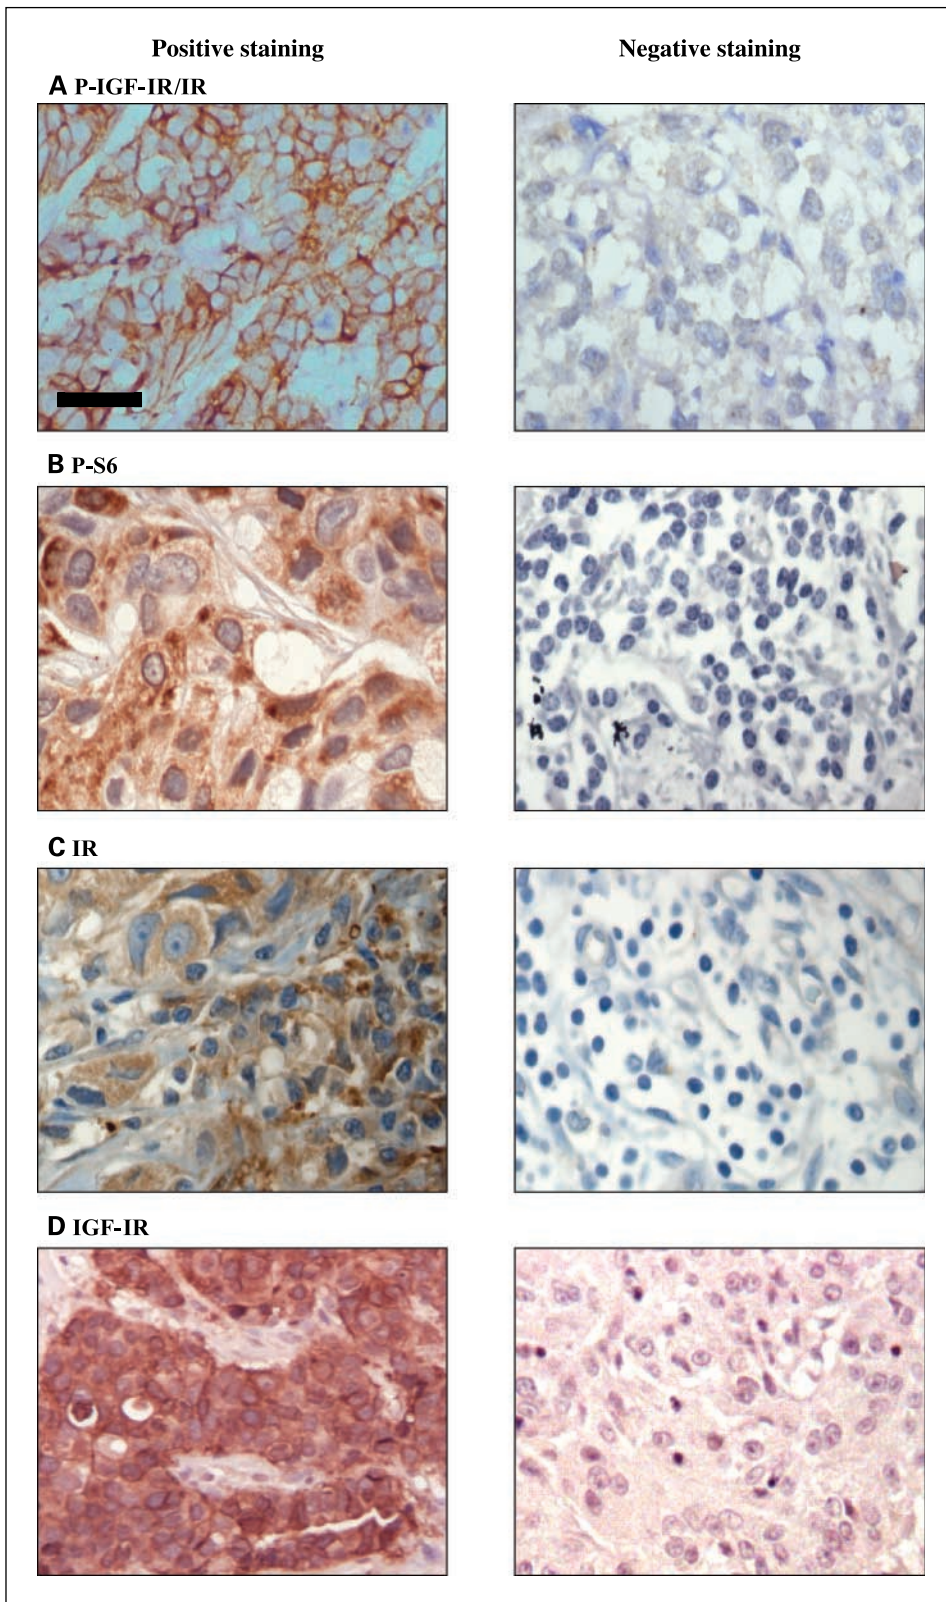 Positive staining
Negative staining
A P-IGF-IR/IR
B P-S6
C IR
D IGF-IR